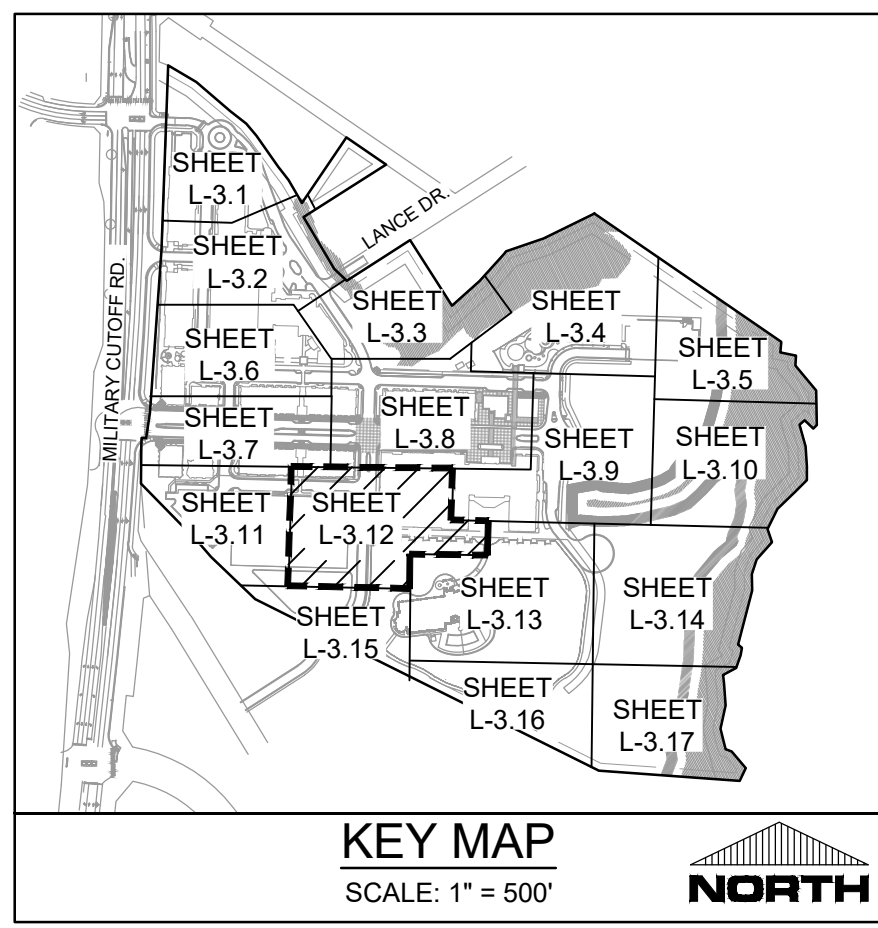 SHEET
L-3.1
LANCE DR.
SHEET
L-3.2
MILITARY CUTOFF RD.
SHEET
L-3.3
SHEET
L-3.4
SHEET
L-3.5
SHEET
L-3.6
SHEET
L-3.7
SHEET
L-3.8
SHEET
L-3.9
SHEET
L-3.10
SHEET
L-3.11
SHEET
L-3.12
SHEET
L-3.13
SHEET
L-3.14
SHEET
L-3.15
SHEET
L-3.16
SHEET
L-3.17
KEY MAP
SCALE: 1" = 500'
NORTH